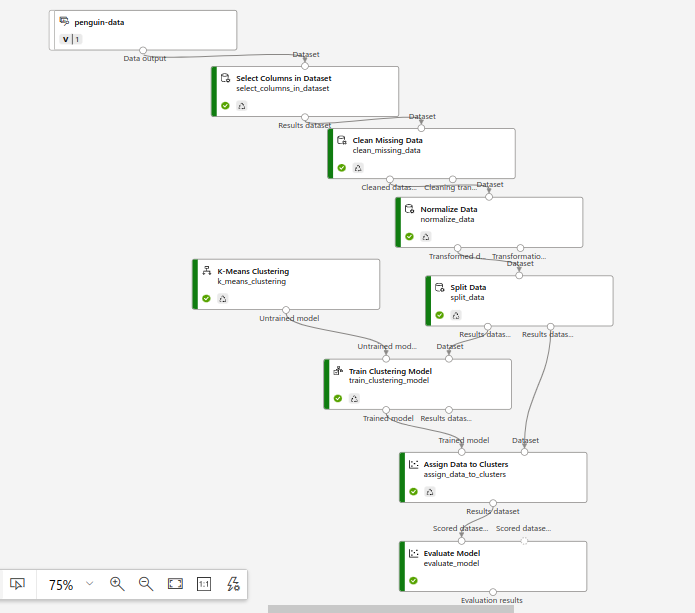 penguin-data
v | 1
Data output
Dataset
Select Columns in Dataset
select_columns_in_dataset
Results dataset
Dataset
Clean Missing Data
clean_missing_data
Cleaned datas...
Cleaning tran...
Dataset
Normalize Data
normalize_data
Transformed d...
Transformatio...
Dataset
K-Means Clustering
k_means_clustering
Untrained model
Split Data
split_data
Results datas...
Results datas...
Untrained mod...
Dataset
Train Clustering Model
train_clustering_model
Trained model
Results datas...
Trained model
Dataset
Assign Data to Clusters
assign_data_to_clusters
Results dataset
Scored datase...
Scored datase...
Evaluate Model
evaluate_model
Evaluation results
75%
1:1